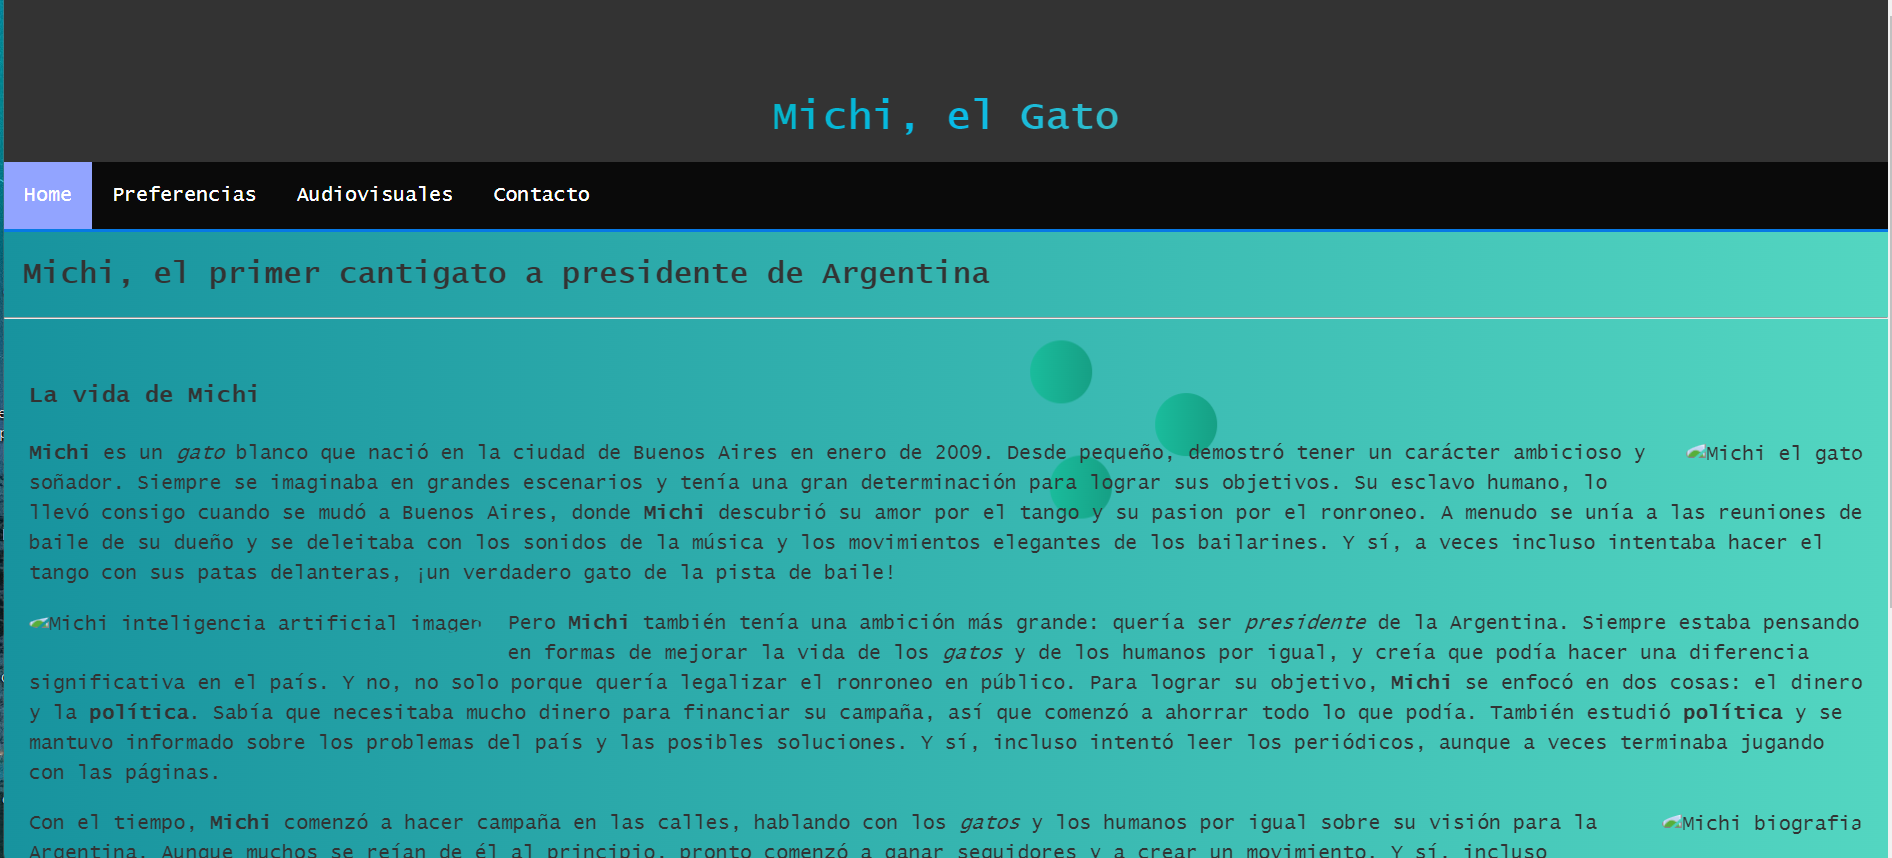 Michi, el Gato
Home Preferencias Audiovisuales Contacto
Michi, el primer cantigato a presidente de Argentina
La vida de Michi
Michi es un gato blanco que nació en la ciudad de Buenos Aires en enero de 2009. Desde pequeño, demostró tener un carácter ambicioso y
Michi el gato
soñador. Siempre se imaginaba en grandes escenarios y tenía una gran determinación para lograr sus objetivos. Su esclavo humano, lo
llevó consigo cuando se mudó a Buenos Aires, donde Michi descubrió su amor por el tango y su pasion por el ronroneo. A menudo se unía a las reuniones de
baile de su dueño y se deleitaba con los sonidos de la música y los movimientos elegantes de los bailarines. Y sí, a veces incluso intentaba hacer el
tango con sus patas delanteras, ¡un verdadero gato de la pista de baile!
Michi inteligencia artificial imagen
Pero Michi también tenía una ambición más grande: quería ser presidente de la Argentina. Siempre estaba pensando
en formas de mejorar la vida de los gatos y de los humanos por igual, y creía que podía hacer una diferencia
significativa en el país. Y no, no solo porque quería legalizar el ronroneo en público. Para lograr su objetivo, Michi se enfocó en dos cosas: el dinero
y la política. Sabía que necesitaba mucho dinero para financiar su campaña, así que comenzó a ahorrar todo lo que podía. También estudió política y se
mantuvo informado sobre los problemas del país y las posibles soluciones. Y sí, incluso intentó leer los periódicos, aunque a veces terminaba jugando
con las páginas.
Con el tiempo, Michi comenzó a hacer campaña en las calles, hablando con los gatos y los humanos por igual sobre su visión para la
Michi biografia
Argentina. Aunque muchos se reían de él al principio, pronto comenzó a ganar seguidores y a crear un movimiento. Y sí, incluso